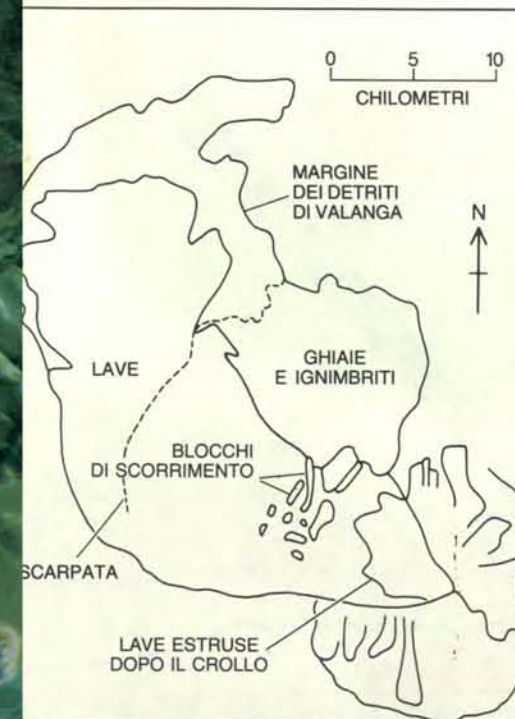 0 5 10
CHILOMETRI
MARGINE
DEI DETRITI
DI VALANGA
N
LAVE
GHIAIE
E IGNIMBRITI
BLOCCHI
DI SCORRIMENTO
SCARPATA
LAVE ESTRUSE
DOPO IL CROLLO